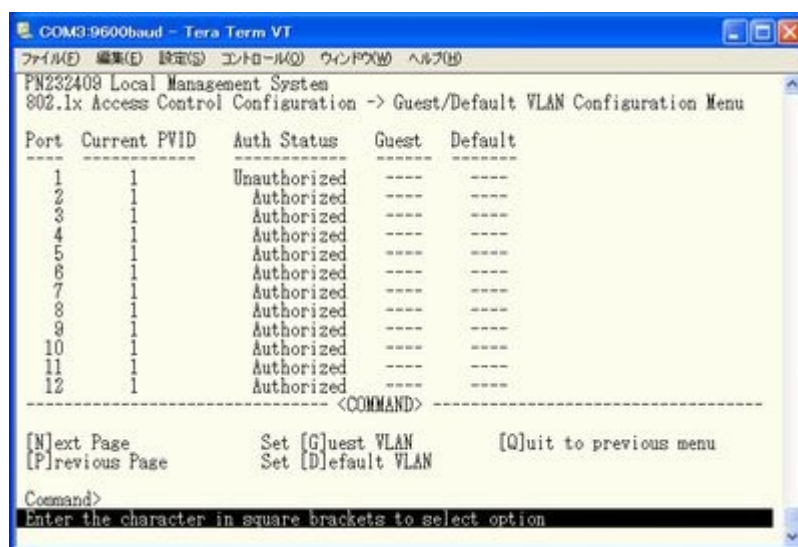 COM3:9600baud - Tera Term VT
ファイル(F) 編集(E) 設定(S) コントロール(O) ウィンドウ(W) ヘルプ(H)
PN232409 Local Management System
802.1x Access Control Configuration -> Guest/Default VLAN Configuration Menu
Port Current PVID Auth Status Guest Default
---- ------------ ------------ ------ -------
1 1 Unauthorized ---- ----
2 1 Authorized ---- ----
3 1 Authorized ---- ----
4 1 Authorized ---- ----
5 1 Authorized ---- ----
6 1 Authorized ---- ----
7 1 Authorized ---- ----
8 1 Authorized ---- ----
9 1 Authorized ---- ----
10 1 Authorized ---- ----
11 1 Authorized ---- ----
12 1 Authorized ---- ----
-------------------------------- <COMMAND> -----------------------------------
[N]ext Page Set [G]uest VLAN [Q]uit to previous menu
[P]revious Page Set [D]efault VLAN
Command>
Enter the character in square brackets to select option